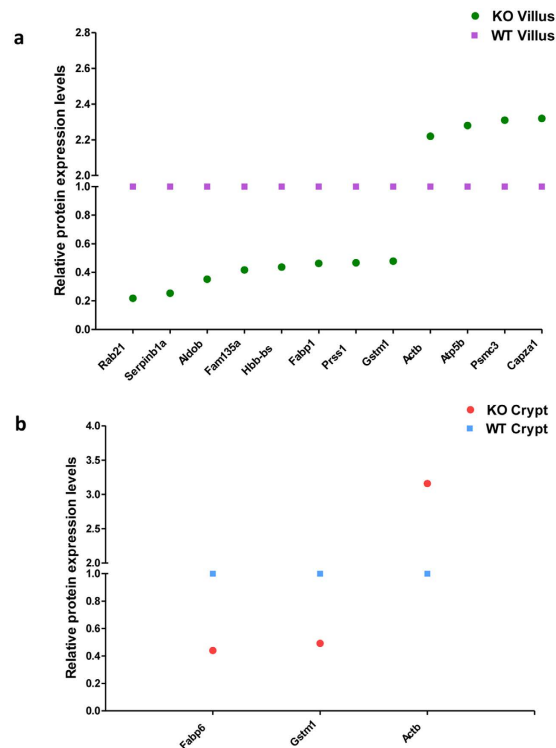 KO Villus
a
WT Villus
Relative protein expression levels
2.8
2.6
2.4
2.2
2.0
1.0
0.8
0.6
0.4
0.2
0.0
Rab21
Serpinb1a
Aldob
Fam135a
Hbb-bs
Fabp1
Prss1
Gstm1
Actb
Atp5b
Psmc3
Capza1
KO Crypt
b
WT Crypt
Relative protein expression levels
4.0
3.5
3.0
2.5
2.0
1.0
0.8
0.6
0.4
0.2
0.0
Fabp6
Gstm1
Actb